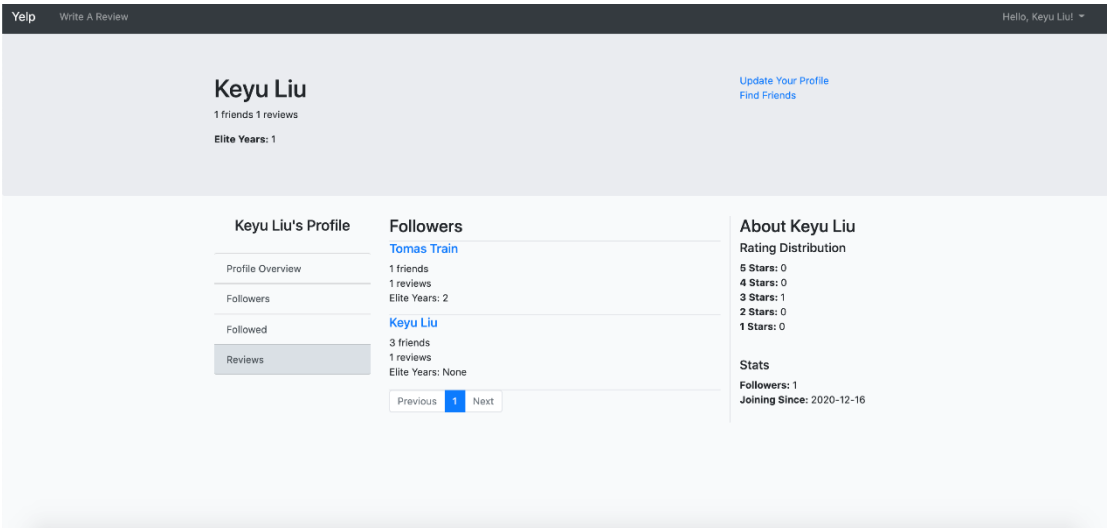 Yelp Write A Review Hello, Keyu Liu!
Keyu Liu
1 friends 1 reviews
Elite Years: 1
Update Your Profile
Find Friends
Keyu Liu's Profile
Profile Overview
Followers
Followed
Reviews
Followers
Tomas Train
1 friends
1 reviews
Elite Years: 2
Keyu Liu
3 friends
1 reviews
Elite Years: None
Previous 1 Next
About Keyu Liu
Rating Distribution
5 Stars: 0
4 Stars: 0
3 Stars: 1
2 Stars: 0
1 Stars: 0
Stats
Followers: 1
Joining Since: 2020-12-16